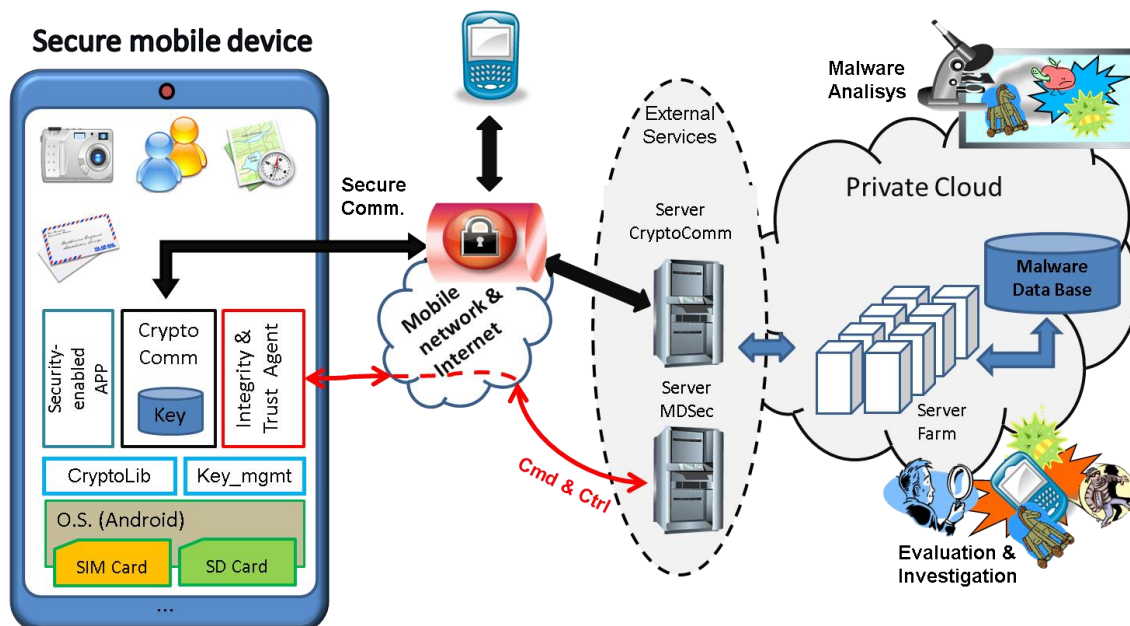 Secure mobile device
Security-
enabled
APP
Crypto
Comm
Key
Integrity &
Trust Agent
CryptoLib
Key_mgmt
O.S. (Android)
SIM Card
SD Card
...
Secure
Comm.
Mobile
network &
Internet
Cmd & Ctrl
External
Services
Server
CryptoComm
Server
MDSec
Malware
Analisys
Private Cloud
Malware
Data Base
Server
Farm
Evaluation &
Investigation